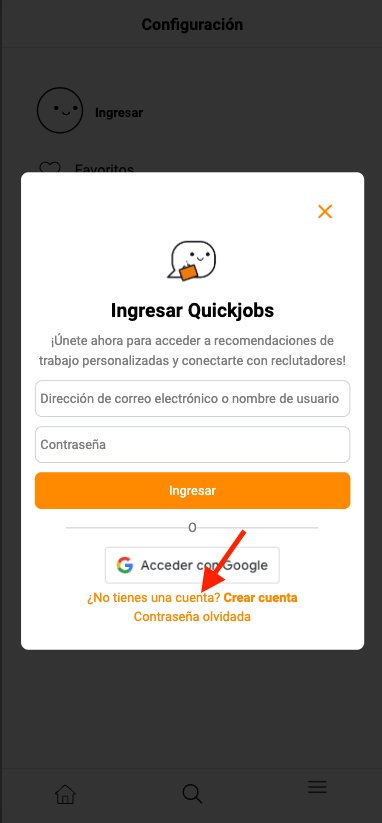 Configuración
Ingresar
Favoritos
Ingresar Quickjobs
¡Únete ahora para acceder a recomendaciones de
trabajo personalizadas y conectarte con reclutadores!
Dirección de correo electrónico o nombre de usuario
Contraseña
Ingresar
O
Acceder con Google
¿No tienes una cuenta? Crear cuenta
Contraseña olvidada